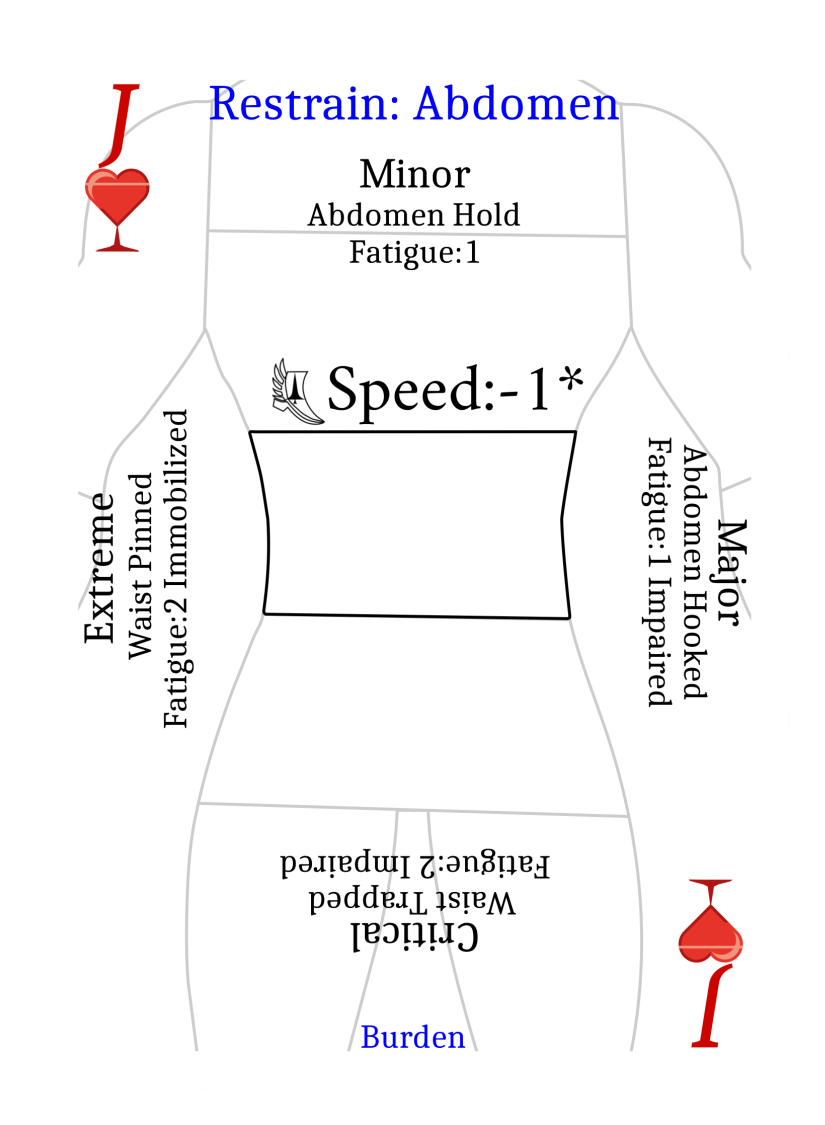 J
Restrain: Abdomen
Minor
Abdomen Hold
Fatigue:1
Speed:-1*
Extreme
Waist Pinned
Fatigue:2 Immobilized
Major
Abdomen Hooked
Fatigue:1 Impaired
Critical
Waist Trapped
Fatigue:2 Impaired
Burden
J